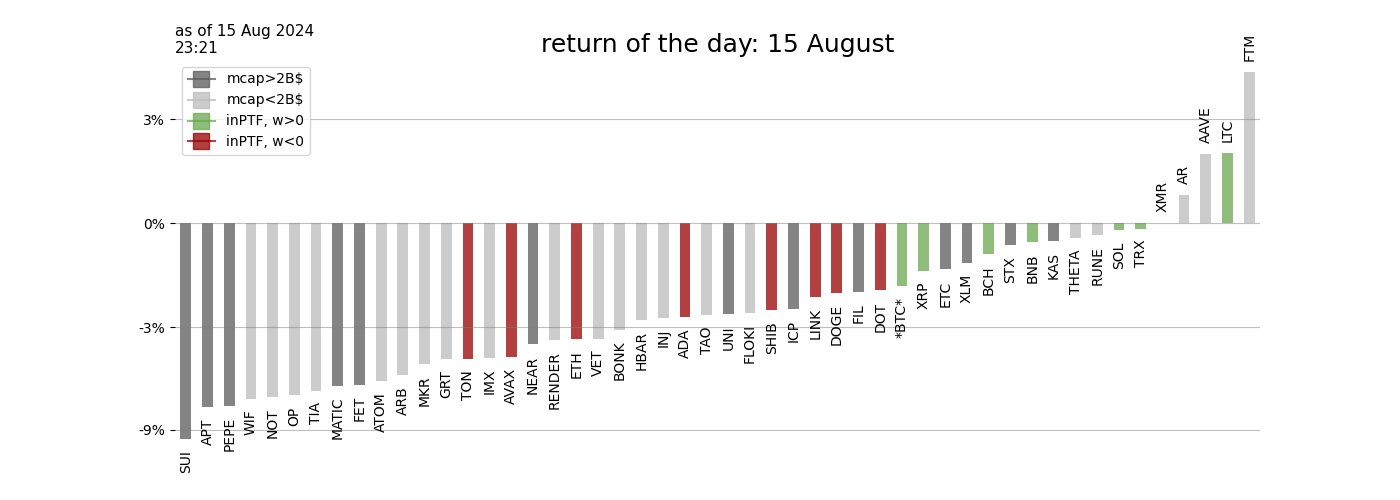 as of 15 Aug 2024
23:21
return of the day: 15 August
mcap>2B$
mcap<2B$
inPTF, w>0
inPTF, w<0
3%
0%
-3%
-9%
SUI
APT
PEPE
WIF
NOT
OP
TIA
MATIC
FET
ATOM
ARB
MKR
GRT
TON
IMX
AVAX
NEAR
RENDER
ETH
VET
BONK
HBAR
INJ
ADA
TAO
UNI
FLOKI
SHIB
ICP
LINK
DOGE
FIL
DOT
*BTC*
XRP
ETC
XLM
BCH
STX
BNB
KAS
THETA
RUNE
SOL
TRX
XMR
AR
AAVE
LTC
FTM